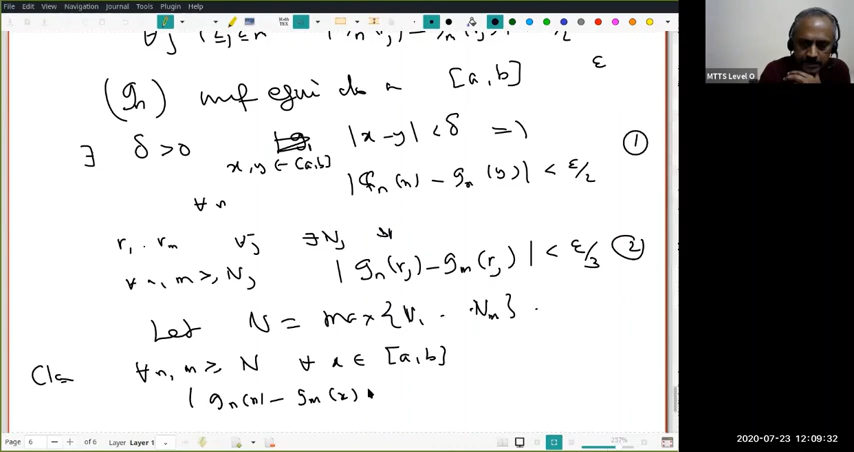 File Edit View Navigation Journal Tools Plugin Help
(gₙ) unif equi cts on [a,b] ε
∃ δ>0 |x-y| < δ ⇒ ①
x, y ∈ [a,b]
|gₙ(x) - gₙ(y)| < ε/2
∀ n
r₁ .. rₘ ∀j ∃ Nⱼ st
∀ n, m ≥ Nⱼ |gₙ(rⱼ) - gₘ(rⱼ)| < ε/3 ②
Let N = max{N₁ .. Nₘ}.
Cla ∀ n, m ≥ N ∀ x ∈ [a,b]
|gₙ(x) - gₘ(x)
MTTS Level O
Page 6 of 6 Layer Layer 1
2020-07-23 12:09:32